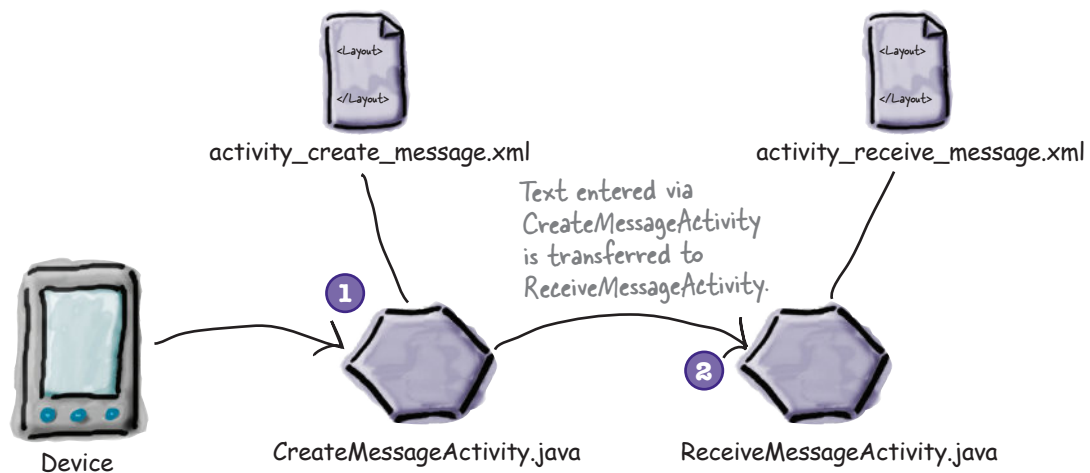 <Layout>
</Layout>
activity_create_message.xml
<Layout>
</Layout>
activity_receive_message.xml
Text entered via
CreateMessageActivity
is transferred to
ReceiveMessageActivity.
1
2
Device
CreateMessageActivity.java
ReceiveMessageActivity.java